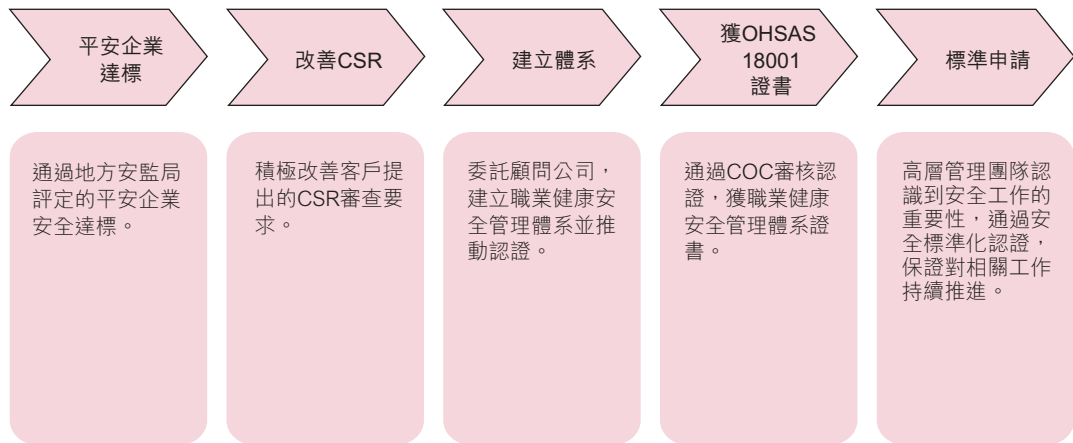 平安企業
達標
改善CSR
建立體系
獲OHSAS
18001
證書
標準申請
通過地方安監局
評定的平安企業
安全達標。
積極改善客戶提
出的CSR審查要
求。
委託顧問公司，
建立職業健康安
全管理體系並推
動認證。
通過COC審核認
證，獲職業健康
安全管理體系證
書。
高層管理團隊認
識到安全工作的
重要性，通過安
全標準化認證，
保證對相關工作
持續推進。